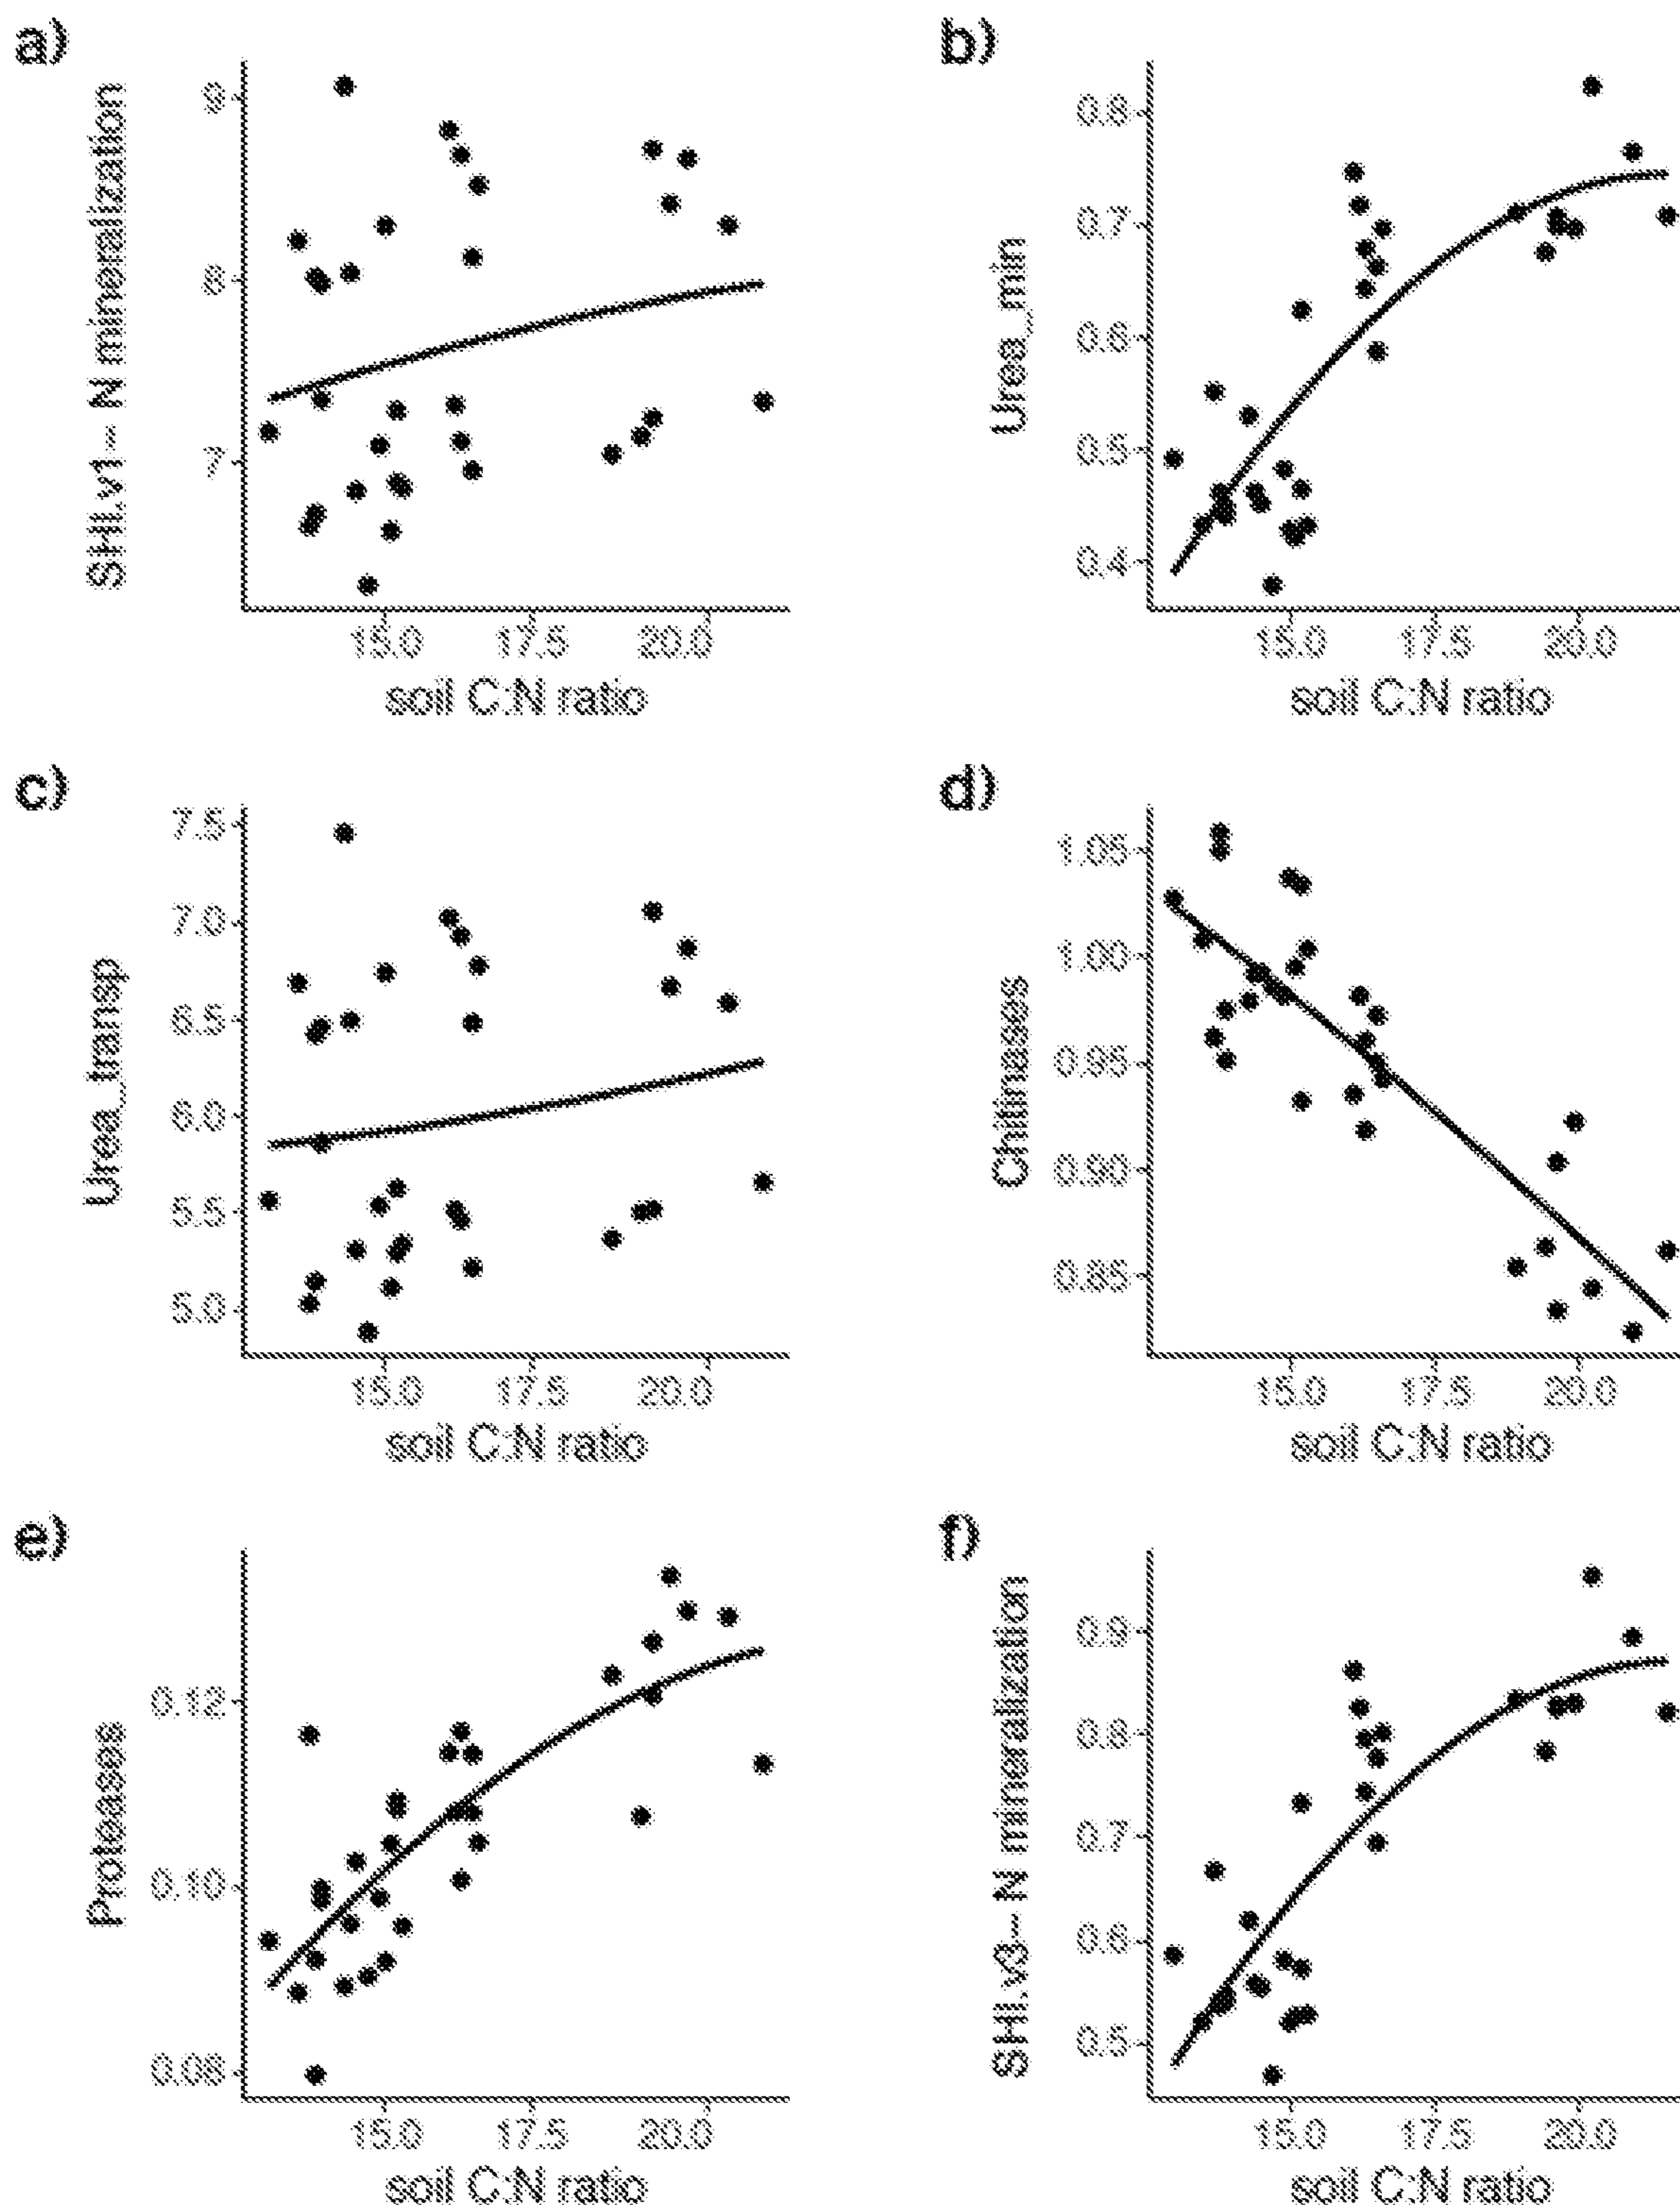 a)
SHI.v1-- N mineralization
9
8
7
15.0 17.5 20.0
soil C:N ratio
b)
Urea_min
0.8
0.7
0.6
0.5
0.4
15.0 17.5 20.0
soil C:N ratio
c)
Urea_transp
7.5
7.0
6.5
6.0
5.5
5.0
15.0 17.5 20.0
soil C:N ratio
d)
Chitinases
1.05
1.00
0.95
0.90
0.85
15.0 17.5 20.0
soil C:N ratio
e)
Proteases
0.12
0.10
0.08
15.0 17.5 20.0
soil C:N ratio
f)
SHI.v3-- N mineralization
0.9
0.8
0.7
0.6
0.5
15.0 17.5 20.0
soil C:N ratio